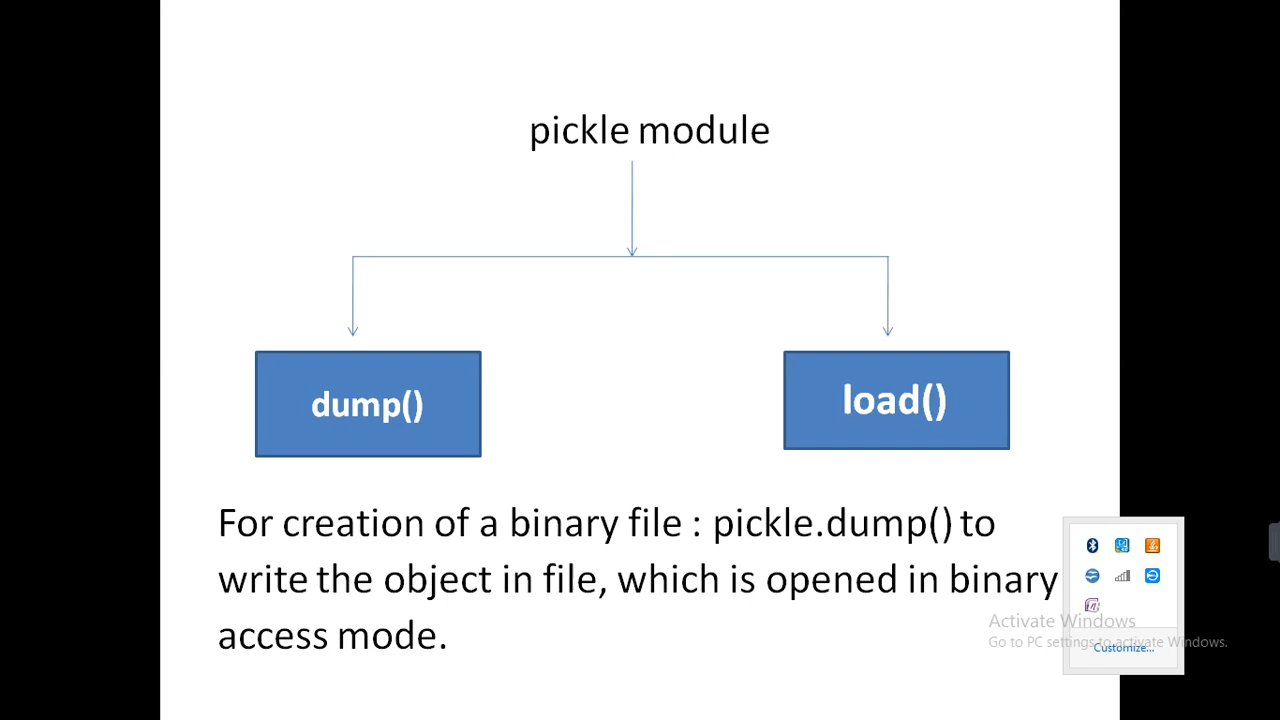 pickle module
dump()
load()
For creation of a binary file : pickle.dump() to
write the object in file, which is opened in binary
access mode.
Activate Windows
Go to PC settings to activate Windows.
Customize...